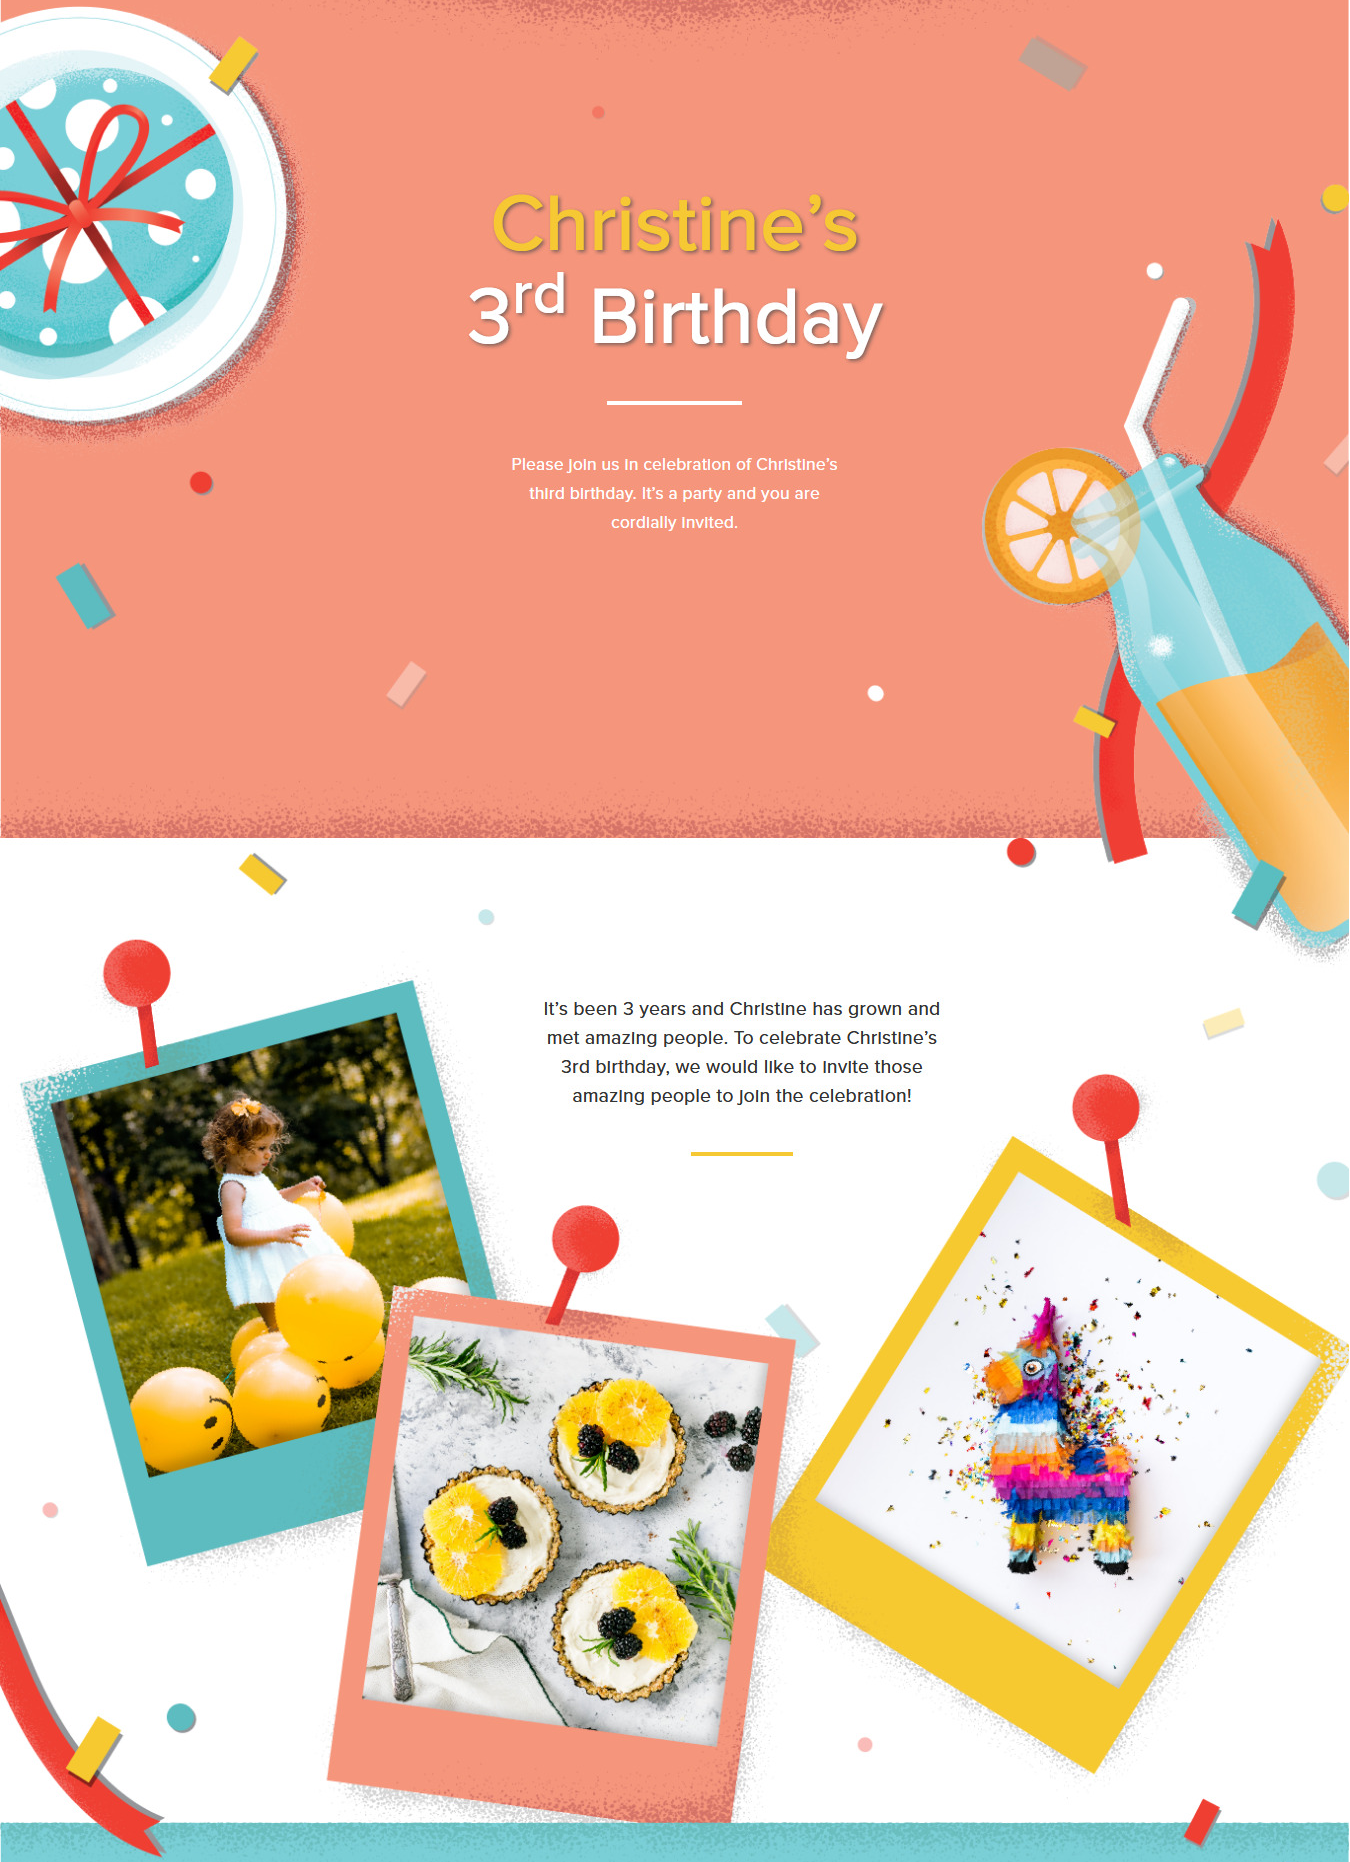 Christine’s
3rd Birthday
Please join us in celebration of Christine’s
third birthday. It’s a party and you are
cordially invited.
It’s been 3 years and Christine has grown and
met amazing people. To celebrate Christine’s
3rd birthday, we would like to invite those
amazing people to join the celebration!